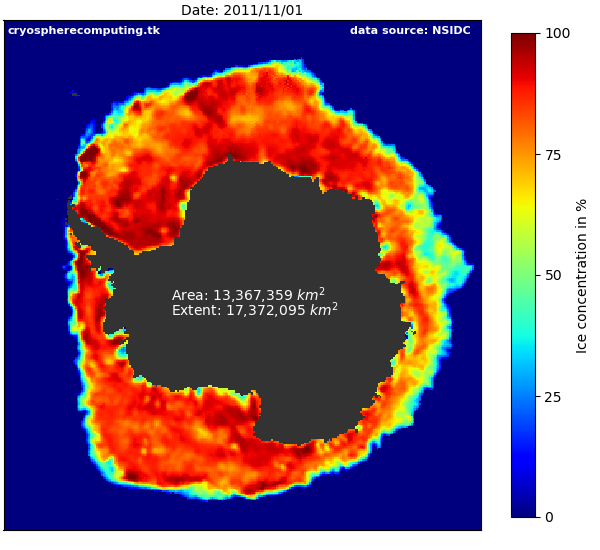 Date: 2011/11/01
cryospherecomputing.tk
data source: NSIDC
Area: 13,367,359 km²
Extent: 17,372,095 km²
100
75
50
25
0
Ice concentration in %